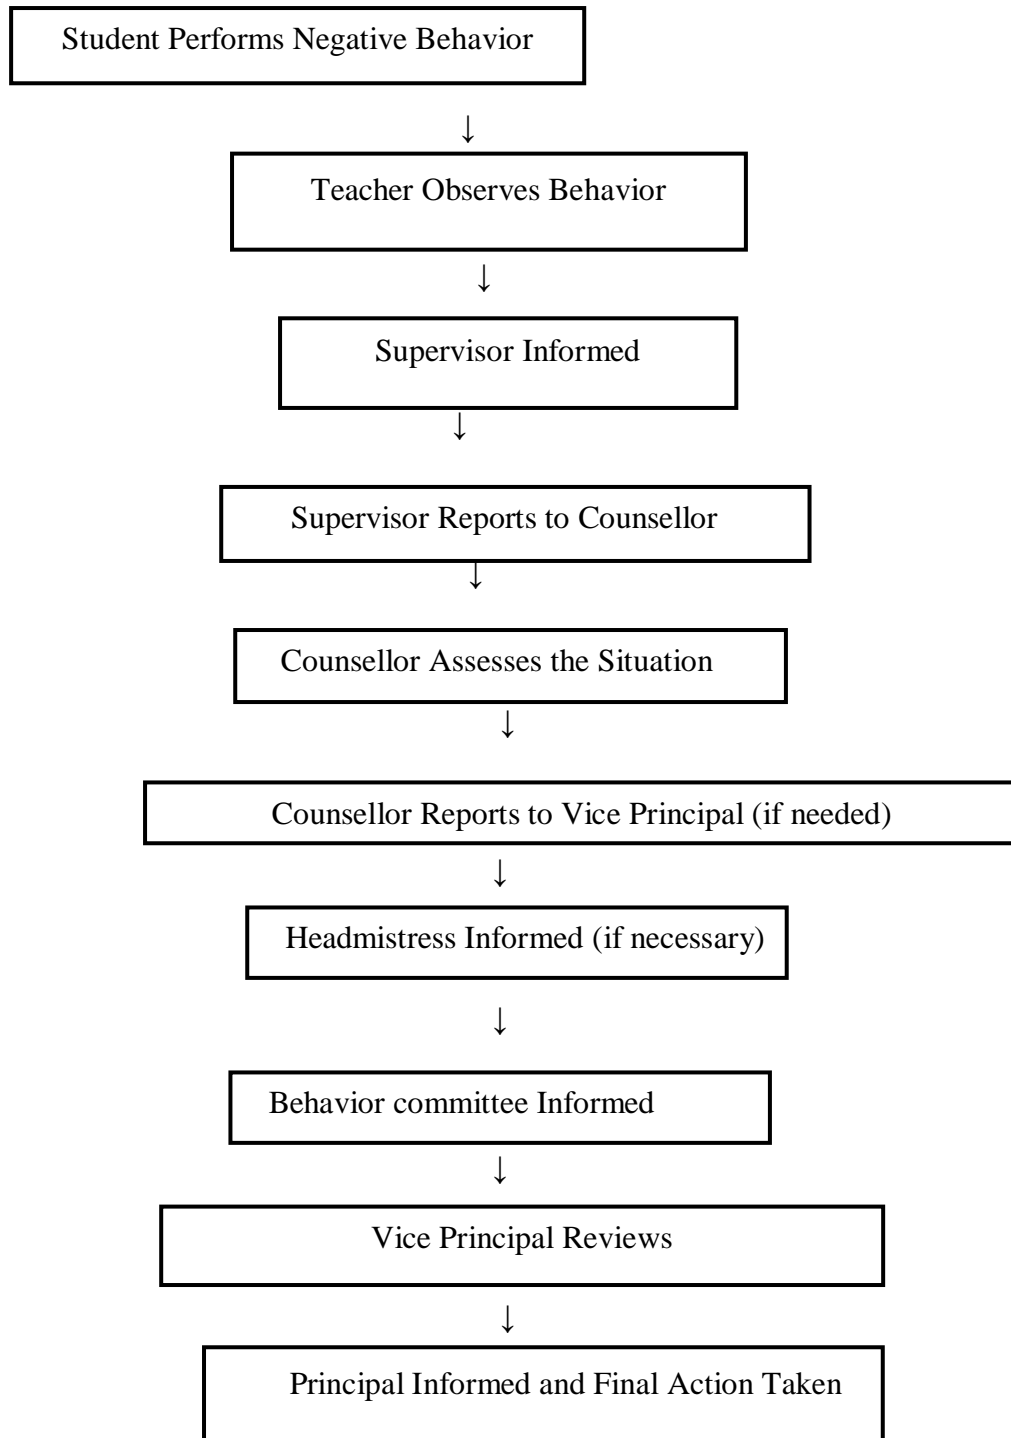 Student Performs Negative Behavior
↓
Teacher Observes Behavior
↓
Supervisor Informed
↓
Supervisor Reports to Counsellor
↓
Counsellor Assesses the Situation
↓
Counsellor Reports to Vice Principal (if needed)
↓
Headmistress Informed (if necessary)
↓
Behavior committee Informed
↓
Vice Principal Reviews
↓
Principal Informed and Final Action Taken